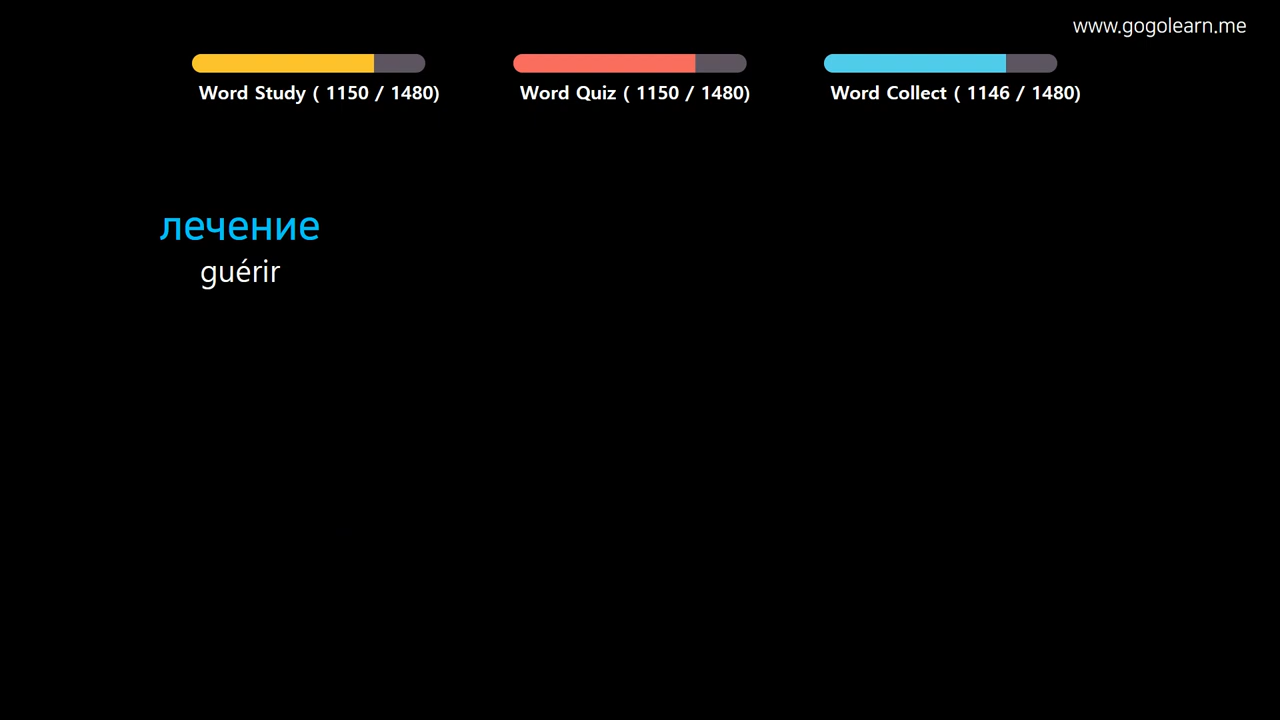 www.gogolearn.me
Word Study ( 1150 / 1480)
Word Quiz ( 1150 / 1480)
Word Collect ( 1146 / 1480)
лечение
guérir